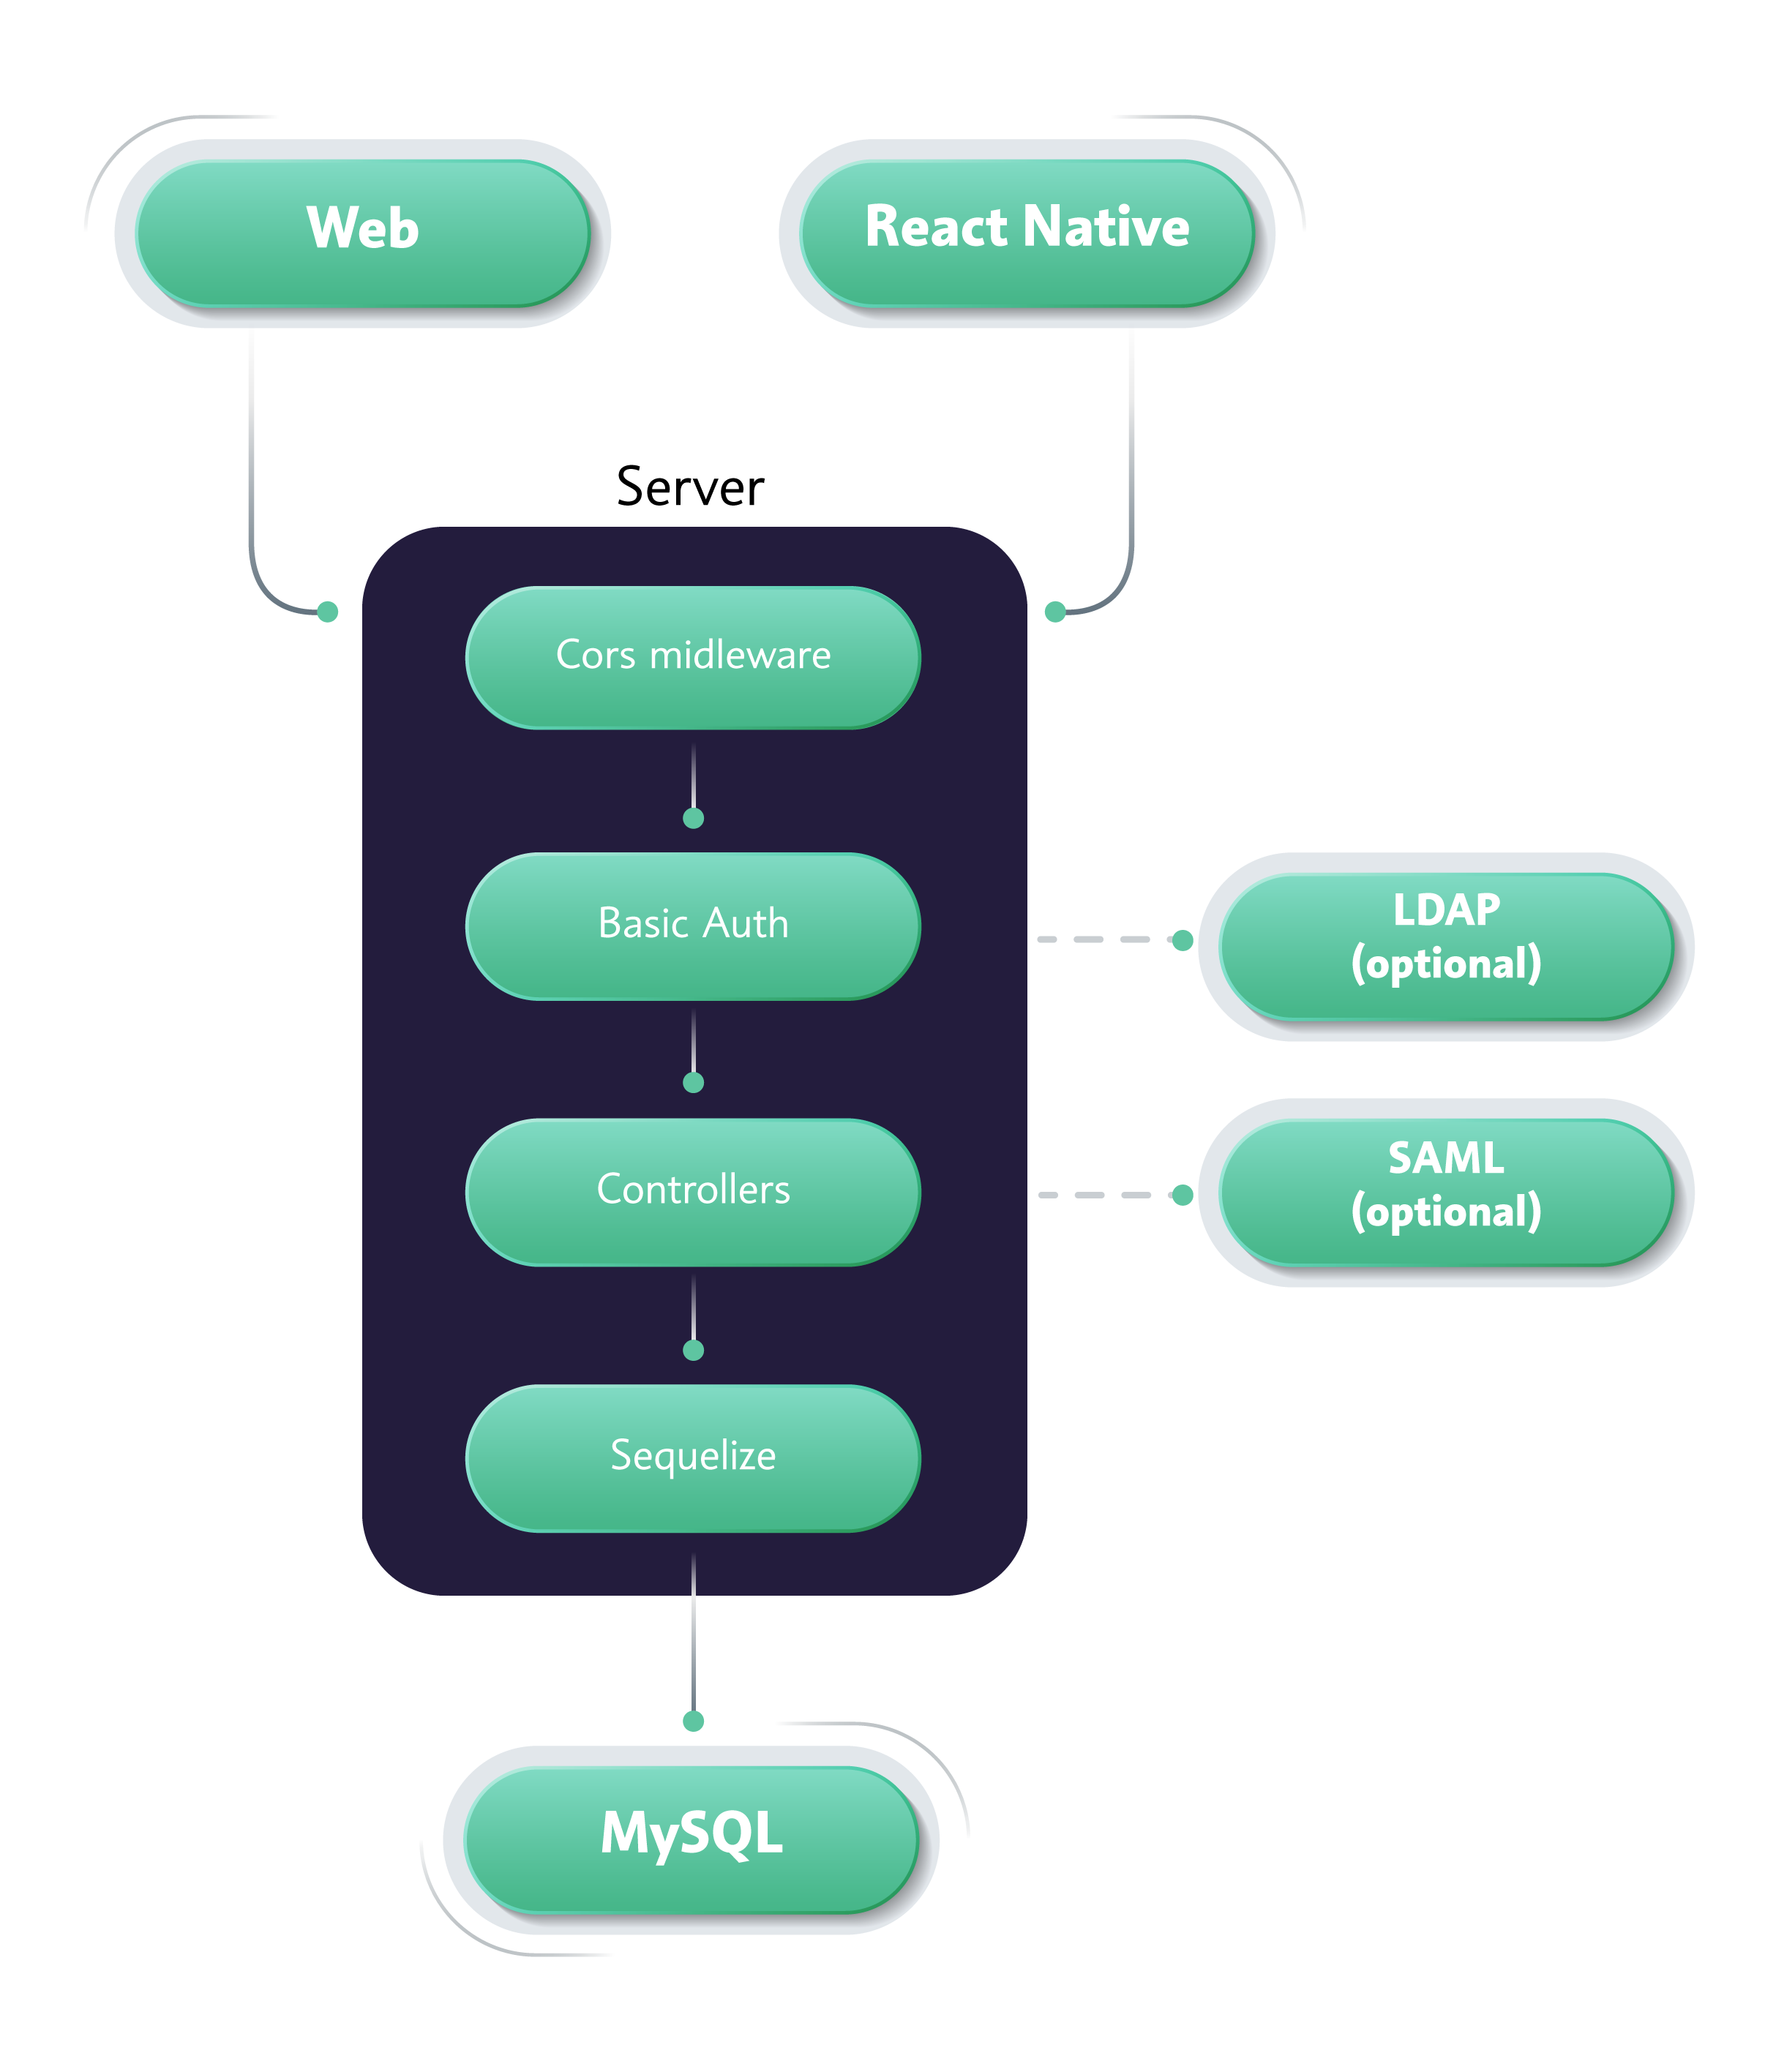 Web
React Native
Server
Cors midleware
Basic Auth
LDAP
(optional)
Controllers
SAML
(optional)
Sequelize
MySQL